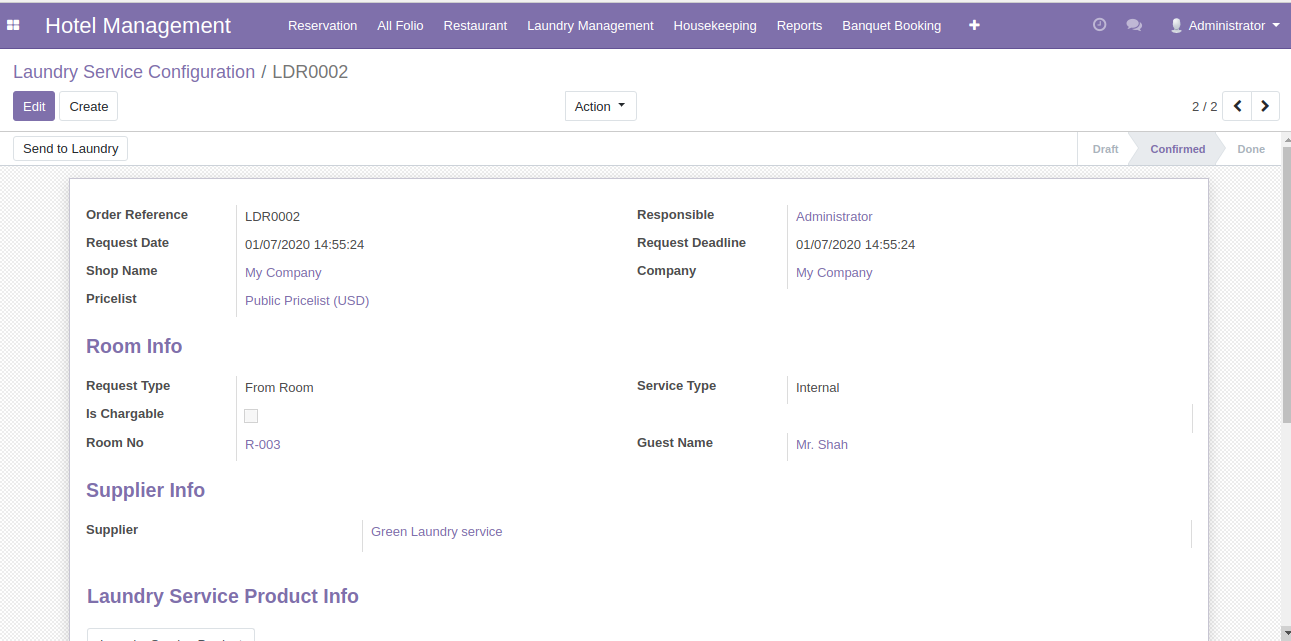 Hotel Management Reservation All Folio Restaurant Laundry Management Housekeeping Reports Banquet Booking Administrator
Laundry Service Configuration / LDR0002
Edit Create Action 2 / 2
Send to Laundry Draft Confirmed Done
Order Reference LDR0002 Responsible Administrator
Request Date 01/07/2020 14:55:24 Request Deadline 01/07/2020 14:55:24
Shop Name My Company Company My Company
Pricelist Public Pricelist (USD)
Room Info
Request Type From Room Service Type Internal
Is Chargable
Room No R-003 Guest Name Mr. Shah
Supplier Info
Supplier Green Laundry service
Laundry Service Product Info